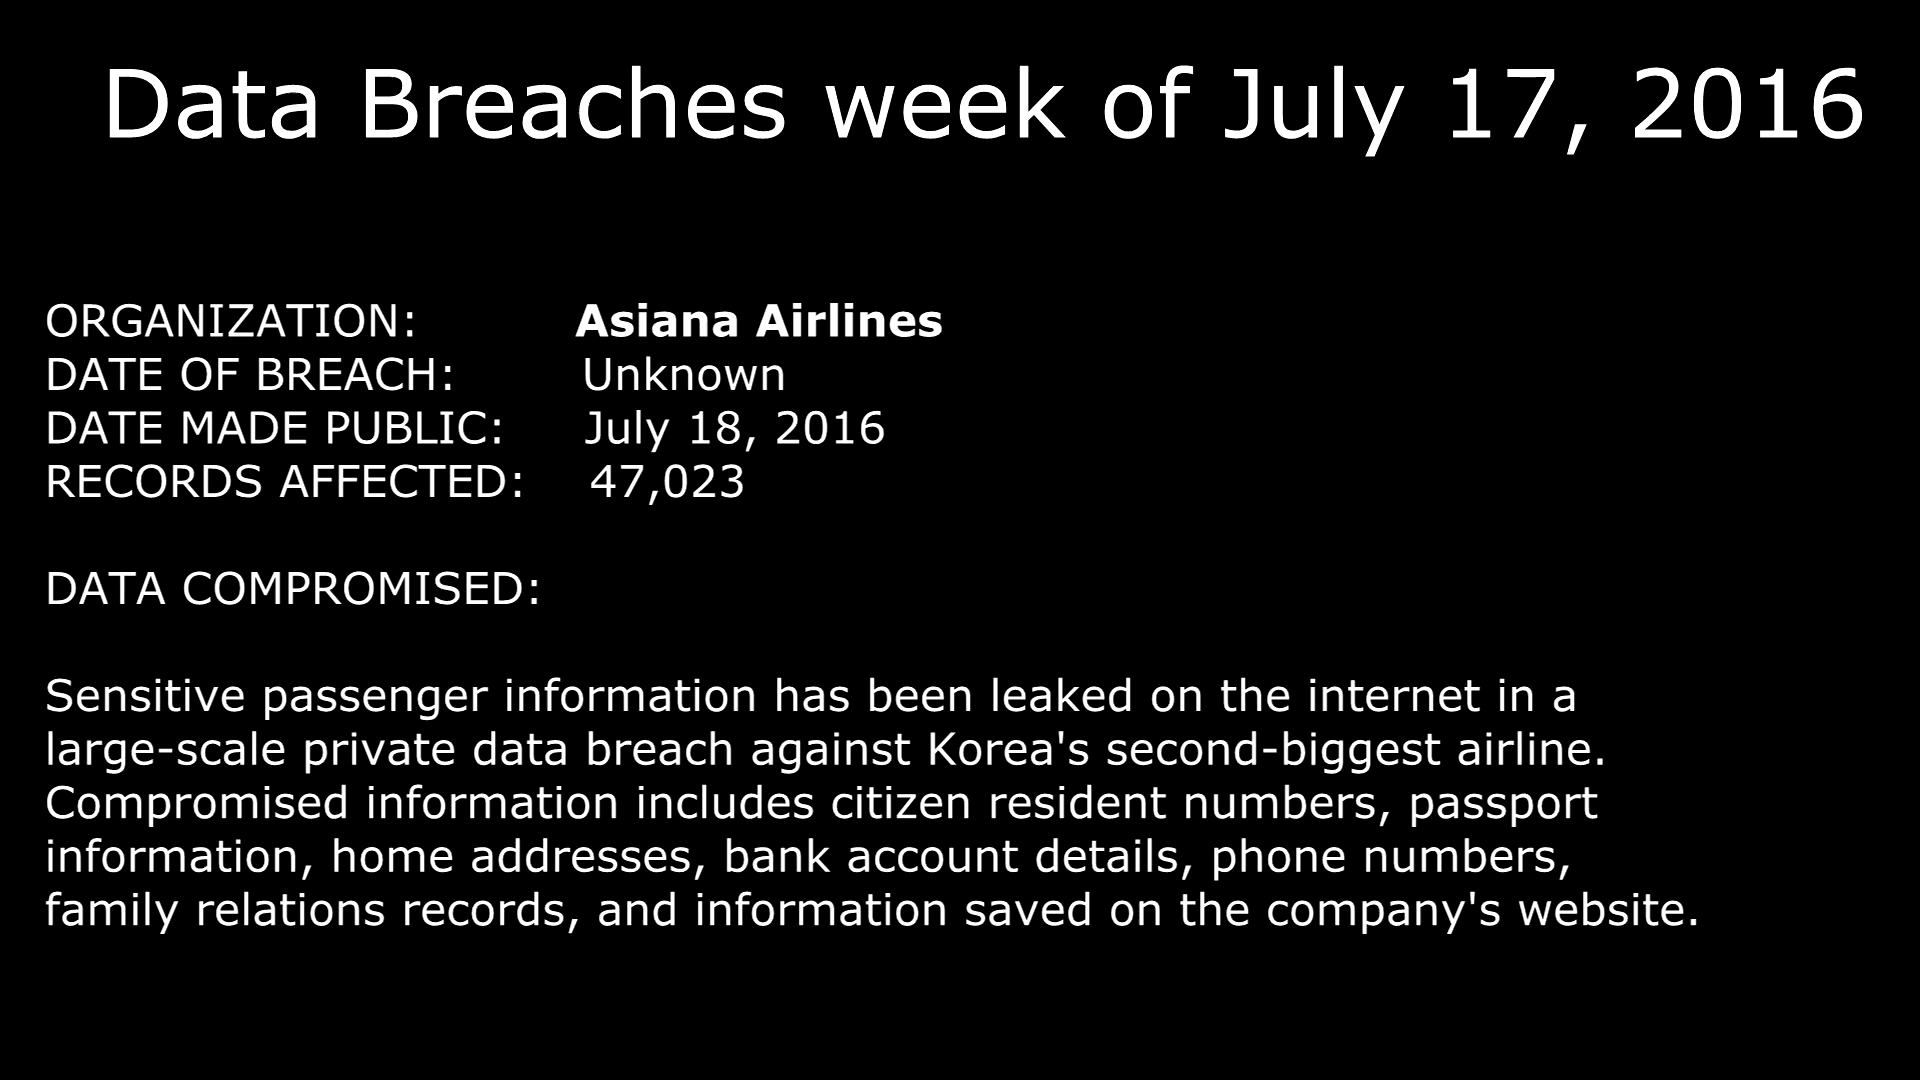 Data Breaches week of July 17, 2016
ORGANIZATION: Asiana Airlines
DATE OF BREACH: Unknown
DATE MADE PUBLIC: July 18, 2016
RECORDS AFFECTED: 47,023
DATA COMPROMISED:
Sensitive passenger information has been leaked on the internet in a
large-scale private data breach against Korea's second-biggest airline.
Compromised information includes citizen resident numbers, passport
information, home addresses, bank account details, phone numbers,
family relations records, and information saved on the company's website.